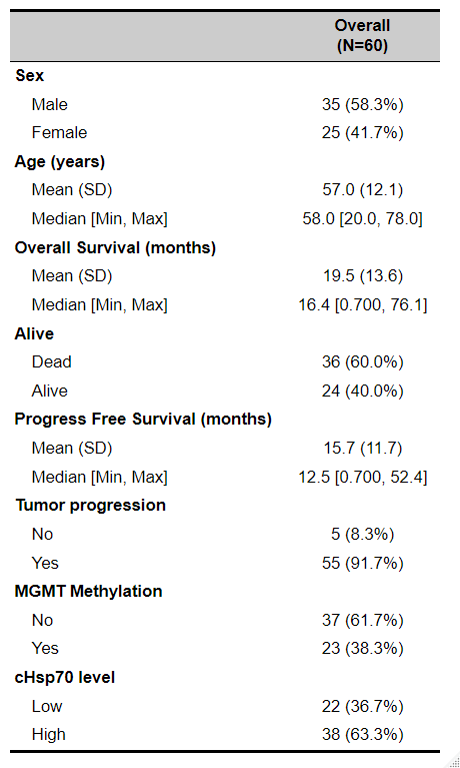 Overall
(N=60)
Sex
Male 35 (58.3%)
Female 25 (41.7%)
Age (years)
Mean (SD) 57.0 (12.1)
Median [Min, Max] 58.0 [20.0, 78.0]
Overall Survival (months)
Mean (SD) 19.5 (13.6)
Median [Min, Max] 16.4 [0.700, 76.1]
Alive
Dead 36 (60.0%)
Alive 24 (40.0%)
Progress Free Survival (months)
Mean (SD) 15.7 (11.7)
Median [Min, Max] 12.5 [0.700, 52.4]
Tumor progression
No 5 (8.3%)
Yes 55 (91.7%)
MGMT Methylation
No 37 (61.7%)
Yes 23 (38.3%)
cHsp70 level
Low 22 (36.7%)
High 38 (63.3%)